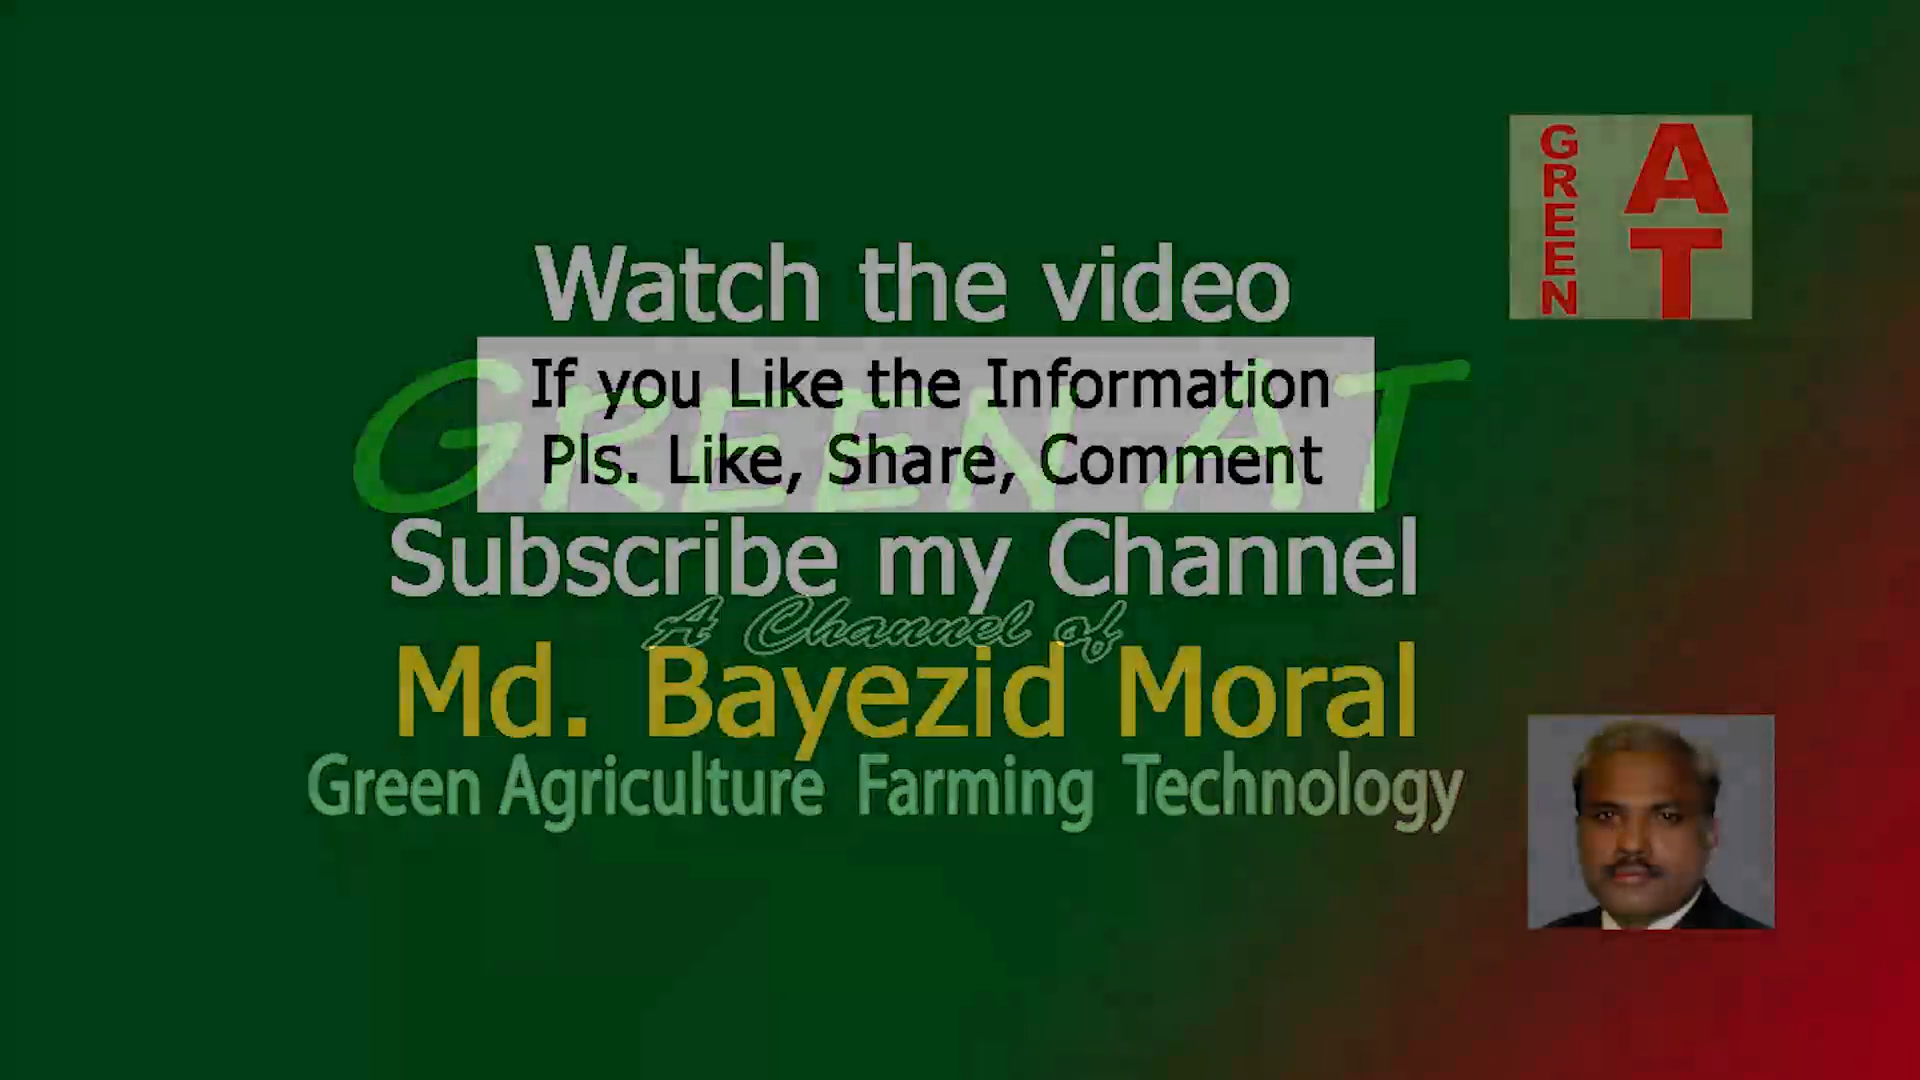 GREEN
AT
Watch the video
GREEN AT
If you Like the Information
Pls. Like, Share, Comment
Subscribe my Channel
A Channel of
Md. Bayezid Moral
Green Agriculture Farming Technology